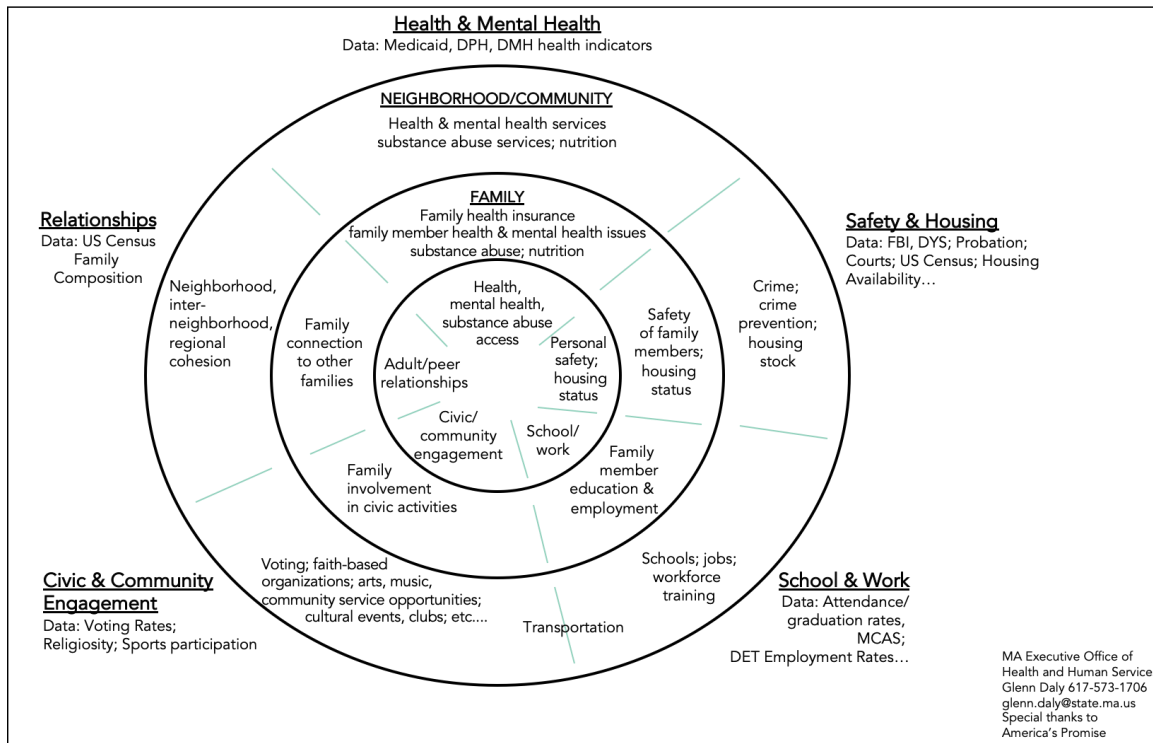 Health & Mental Health
Data: Medicaid, DPH, DMH health indicators
NEIGHBORHOOD/COMMUNITY
Health & mental health services
substance abuse services; nutrition
FAMILY
Family health insurance
family member health & mental health issues
substance abuse; nutrition
Health,
mental health,
substance abuse
access
Relationships
Data: US Census
Family
Composition
Neighborhood,
inter-
neighborhood,
regional
cohesion
Family
connection
to other
families
Adult/peer
relationships
Personal
safety;
housing
status
Safety
of family
members;
housing
status
Crime;
crime
prevention;
housing
stock
Safety & Housing
Data: FBI, DYS; Probation;
Courts; US Census; Housing
Availability…
Civic/
community
engagement
School/
work
Family
involvement
in civic activities
Family
member
education &
employment
Civic & Community
Engagement
Data: Voting Rates;
Religiosity; Sports participation
Voting; faith-based
organizations; arts, music,
community service opportunities;
cultural events, clubs; etc....
Transportation
Schools; jobs;
workforce
training
School & Work
Data: Attendance/
graduation rates,
MCAS;
DET Employment Rates…
MA Executive Office of
Health and Human Service
Glenn Daly 617-573-1706
glenn.daly@state.ma.us
Special thanks to
America's Promise